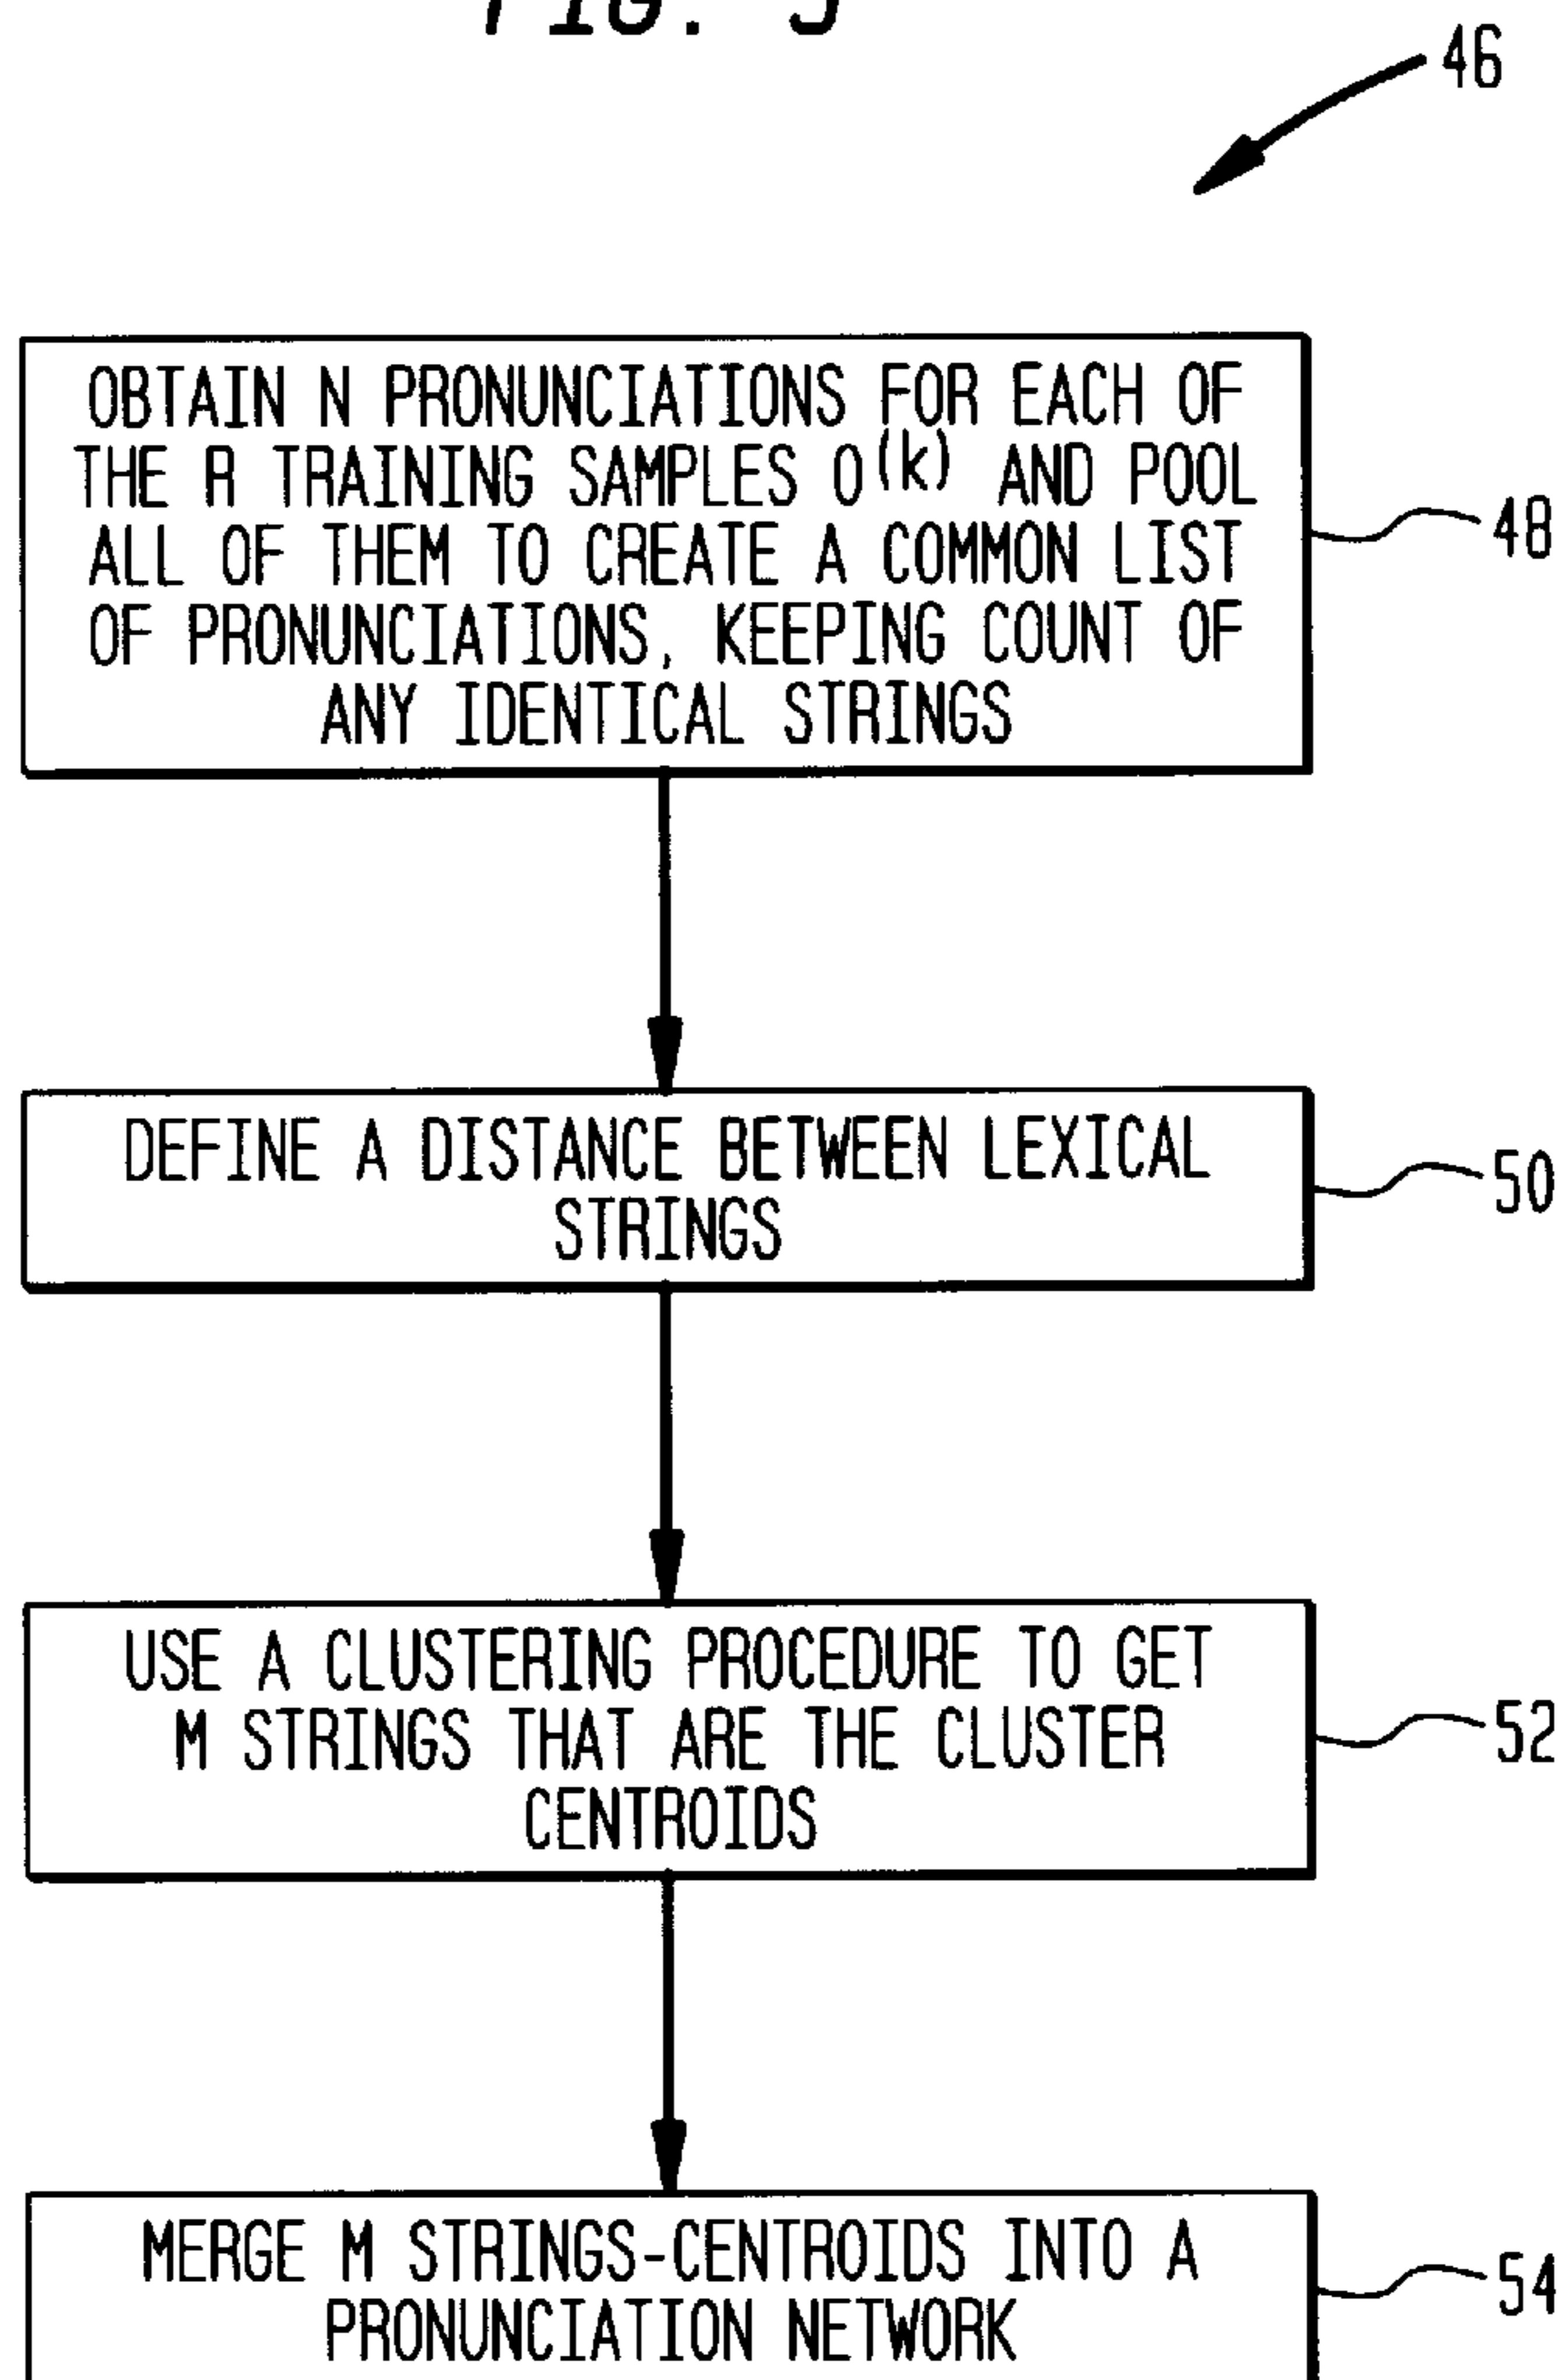 46
OBTAIN N PRONUNCIATIONS FOR EACH OF
THE R TRAINING SAMPLES O(k) AND POOL
ALL OF THEM TO CREATE A COMMON LIST
OF PRONUNCIATIONS, KEEPING COUNT OF
ANY IDENTICAL STRINGS
48
DEFINE A DISTANCE BETWEEN LEXICAL
STRINGS
50
USE A CLUSTERING PROCEDURE TO GET
M STRINGS THAT ARE THE CLUSTER
CENTROIDS
52
MERGE M STRINGS-CENTROIDS INTO A
PRONUNCIATION NETWORK
54